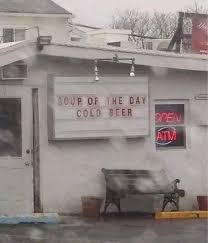 SOUP OF THE DAY
COLD BEER
OPEN
ATM